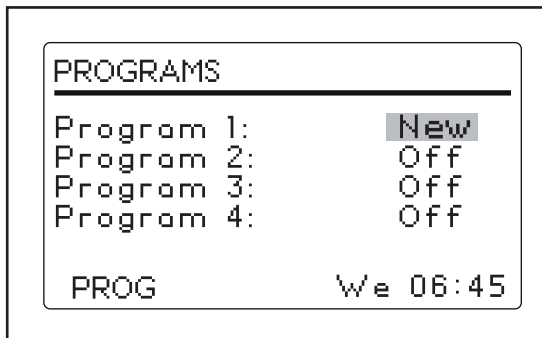 PROGRAMS
Program 1: New
Program 2: Off
Program 3: Off
Program 4: Off
PROG We 06:45